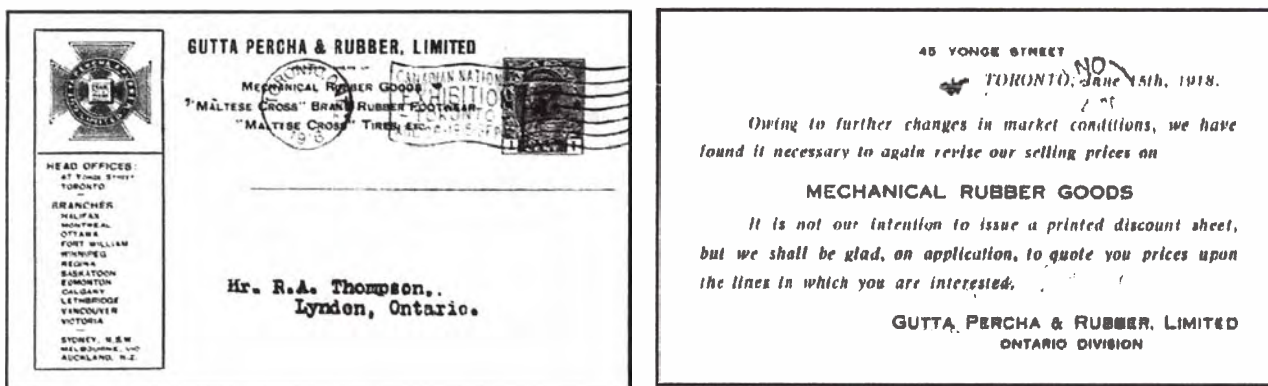 GUTTA PERCHA & RUBBER, LIMITED
MECHANICAL RUBBER GOODS
"MALTESE CROSS" BRAND RUBBER FOOTWEAR
"MALTESE CROSS" TIRES, ETC.
TORONTO,
CANADIAN NATION
EXHIBITION
TORONTO
HEAD OFFICES:
47 YONGE STREET
TORONTO
BRANCHES
HALIFAX
MONTREAL
OTTAWA
FORT WILLIAM
WINNIPEG
REGINA
SASKATOON
EDMONTON
CALGARY
LETHBRIDGE
VANCOUVER
VICTORIA
SYDNEY, N.S.W
MELBOURNE, VIC
AUCKLAND, N.Z.
Mr. R.A. Thompson,.
Lyndon, Ontario.
45 YONGE STREET
NO
TORONTO, June 15th, 1918.
Owing to further changes in market conditions, we have
found it necessary to again revise our selling prices on
MECHANICAL RUBBER GOODS
It is not our intention to issue a printed discount sheet,
but we shall be glad, on application, to quote you prices upon
the lines in which you are interested.
GUTTA PERCHA & RUBBER, LIMITED
ONTARIO DIVISION